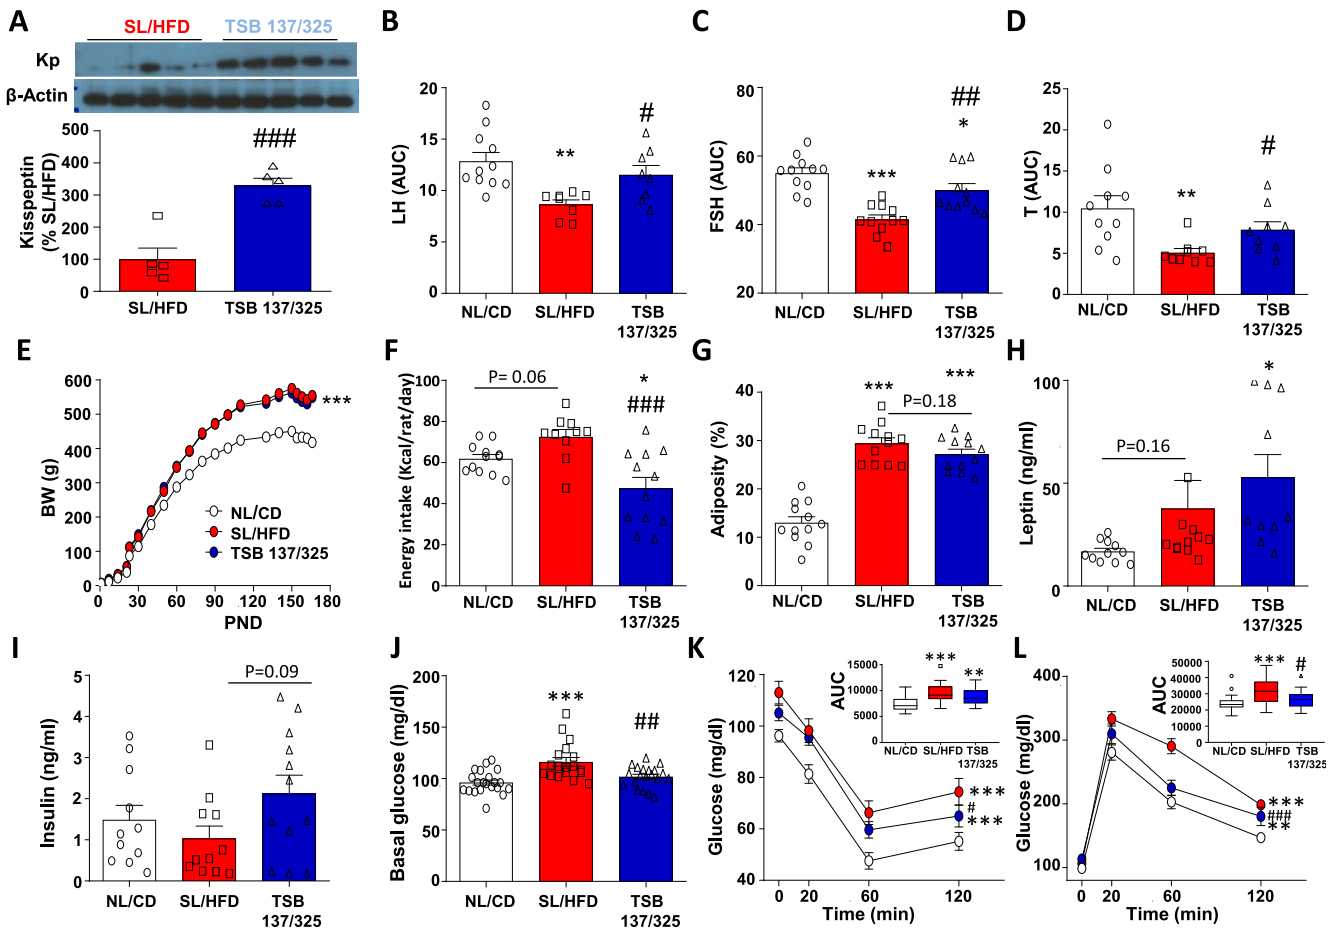 A
SL/HFD
TSB 137/325
Kp
β-Actin
Kisspeptin
(% SL/HFD)
500
400
300
200
100
0
###
SL/HFD
TSB 137/325
B
LH (AUC)
20
15
10
5
0
**
#
NL/CD
SL/HFD
TSB
137/325
C
FSH (AUC)
80
60
40
20
***
##
*
NL/CD
SL/HFD
TSB
137/325
D
T (AUC)
25
20
15
10
5
0
**
#
NL/CD
SL/HFD
TSB
137/325
E
BW (g)
600
500
400
300
200
100
0
***
NL/CD
SL/HFD
TSB 137/325
0 30 60 90 120 150 180
PND
F
Energy intake (Kcal/rat/day)
100
80
60
40
20
0
P= 0.06
*
###
NL/CD
SL/HFD
TSB
137/325
G
Adiposity (%)
40
30
20
10
0
***
***
P=0.18
NL/CD
SL/HFD
TSB
137/325
H
Leptin (ng/ml)
100
50
0
P=0.16
*
NL/CD
SL/HFD
TSB
137/325
I
Insulin (ng/ml)
5
4
3
2
1
0
P=0.09
NL/CD
SL/HFD
TSB
137/325
J
Basal glucose (mg/dl)
200
150
100
50
0
***
##
NL/CD
SL/HFD
TSB
137/325
K
Glucose (mg/dl)
120
100
80
60
40
***
#
***
0 20 60 120
Time (min)
AUC
15000
10000
5000
0
***
**
NL/CD
SL/HFD
TSB
137/325
L
Glucose (mg/dl)
400
300
200
100
***
###
**
0 20 60 120
Time (min)
AUC
50000
40000
30000
20000
10000
0
***
#
NL/CD
SL/HFD
TSB
137/325